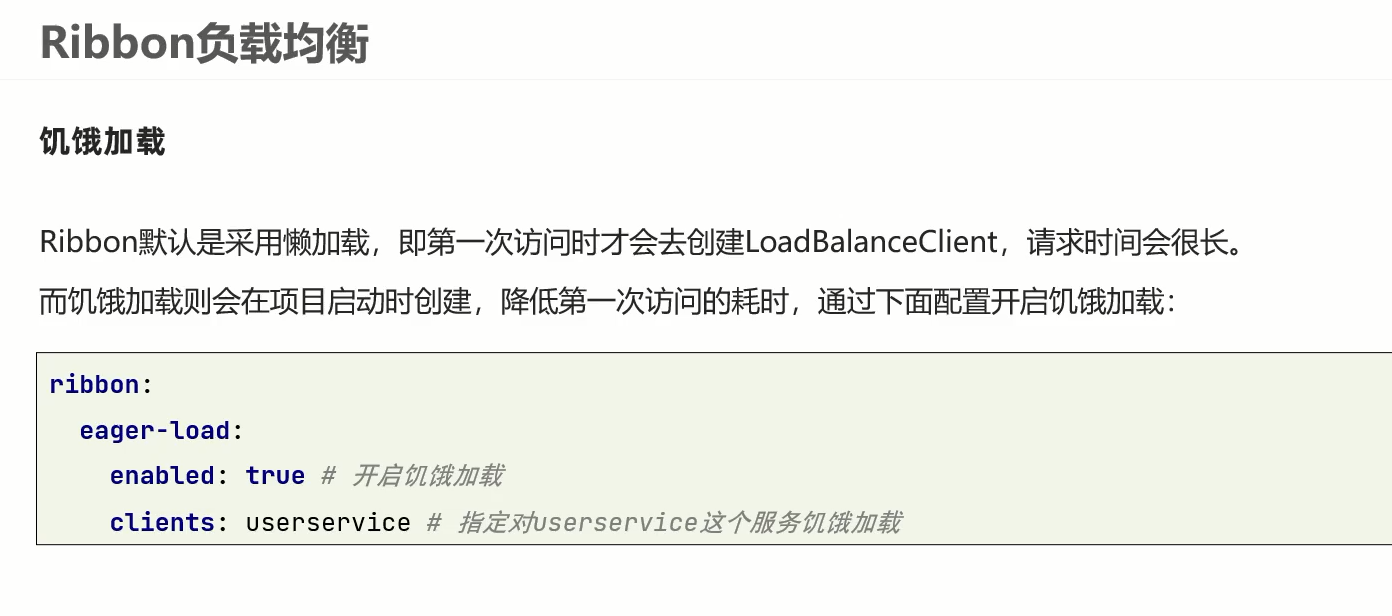 Ribbon负载均衡
饥饿加载
Ribbon默认是采用懒加载，即第一次访问时才会去创建LoadBalanceClient，请求时间会很长。
而饥饿加载则会在项目启动时创建，降低第一次访问的耗时，通过下面配置开启饥饿加载：
ribbon:
  eager-load:
    enabled: true # 开启饥饿加载
    clients: userservice # 指定对userservice这个服务饥饿加载